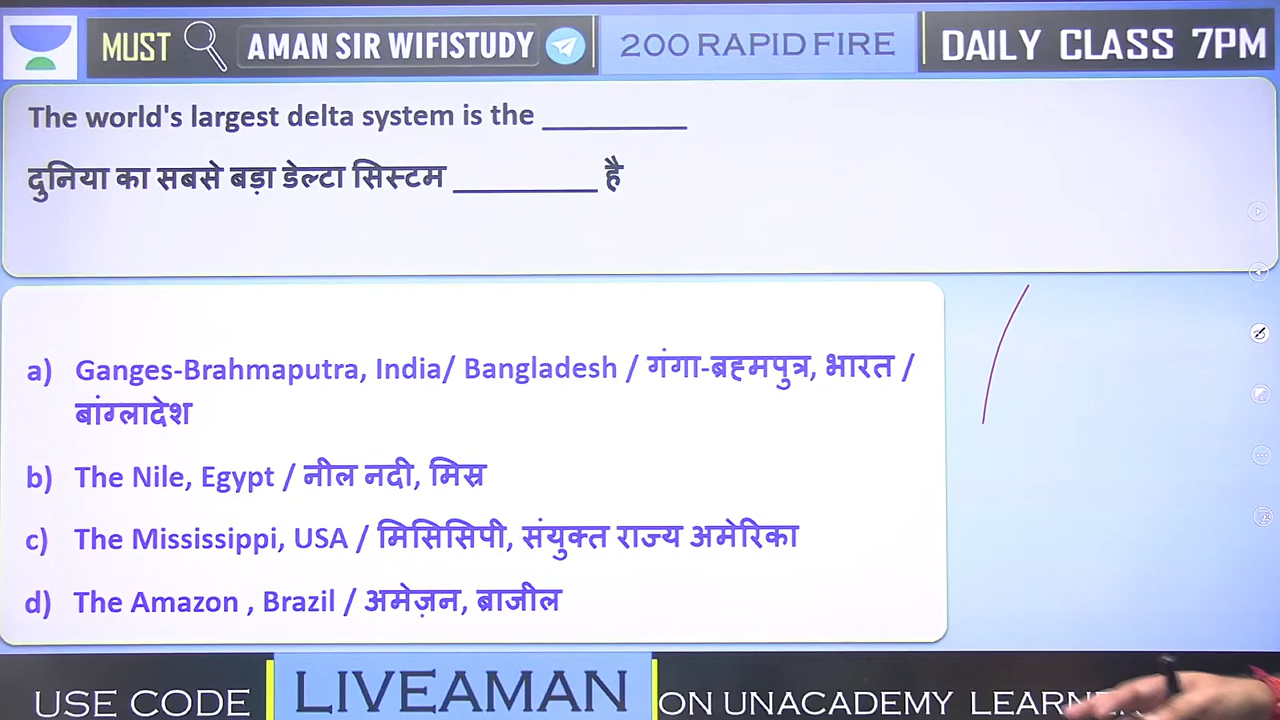 MUST AMAN SIR WIFISTUDY 200 RAPID FIRE DAILY CLASS 7PM
The world's largest delta system is the __________
दुनिया का सबसे बड़ा डेल्टा सिस्टम __________ है
a) Ganges-Brahmaputra, India/ Bangladesh / गंगा-ब्रह्मपुत्र, भारत /
बांग्लादेश
b) The Nile, Egypt / नील नदी, मिस्र
c) The Mississippi, USA / मिसिसिपी, संयुक्त राज्य अमेरिका
d) The Amazon , Brazil / अमेज़न, ब्राजील
USE CODE LIVEAMAN ON UNACADEMY